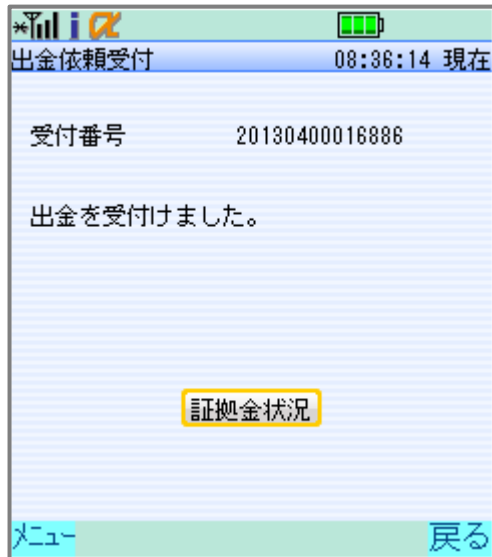 i α
出金依頼受付 08:36:14 現在
受付番号 20130400016886
出金を受付けました。
証拠金状況
ﾒﾆｭｰ 戻る